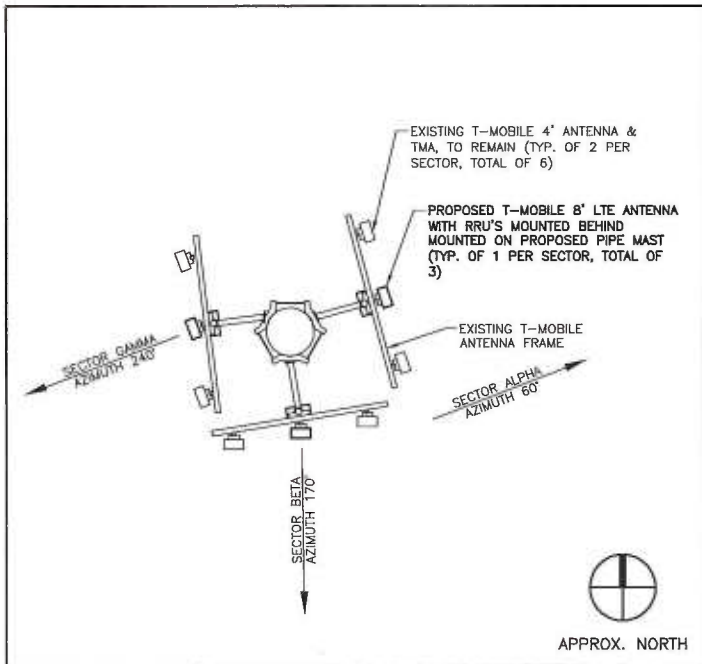 EXISTING T-MOBILE 4' ANTENNA &
TMA, TO REMAIN (TYP. OF 2 PER
SECTOR, TOTAL OF 6)
PROPOSED T-MOBILE 8' LTE ANTENNA
WITH RRU'S MOUNTED BEHIND
MOUNTED ON PROPOSED PIPE MAST
(TYP. OF 1 PER SECTOR, TOTAL OF
3)
EXISTING T-MOBILE
ANTENNA FRAME
SECTOR GAMMA
AZIMUTH 240°
SECTOR ALPHA
AZIMUTH 60°
SECTOR BETA
AZIMUTH 170°
APPROX. NORTH